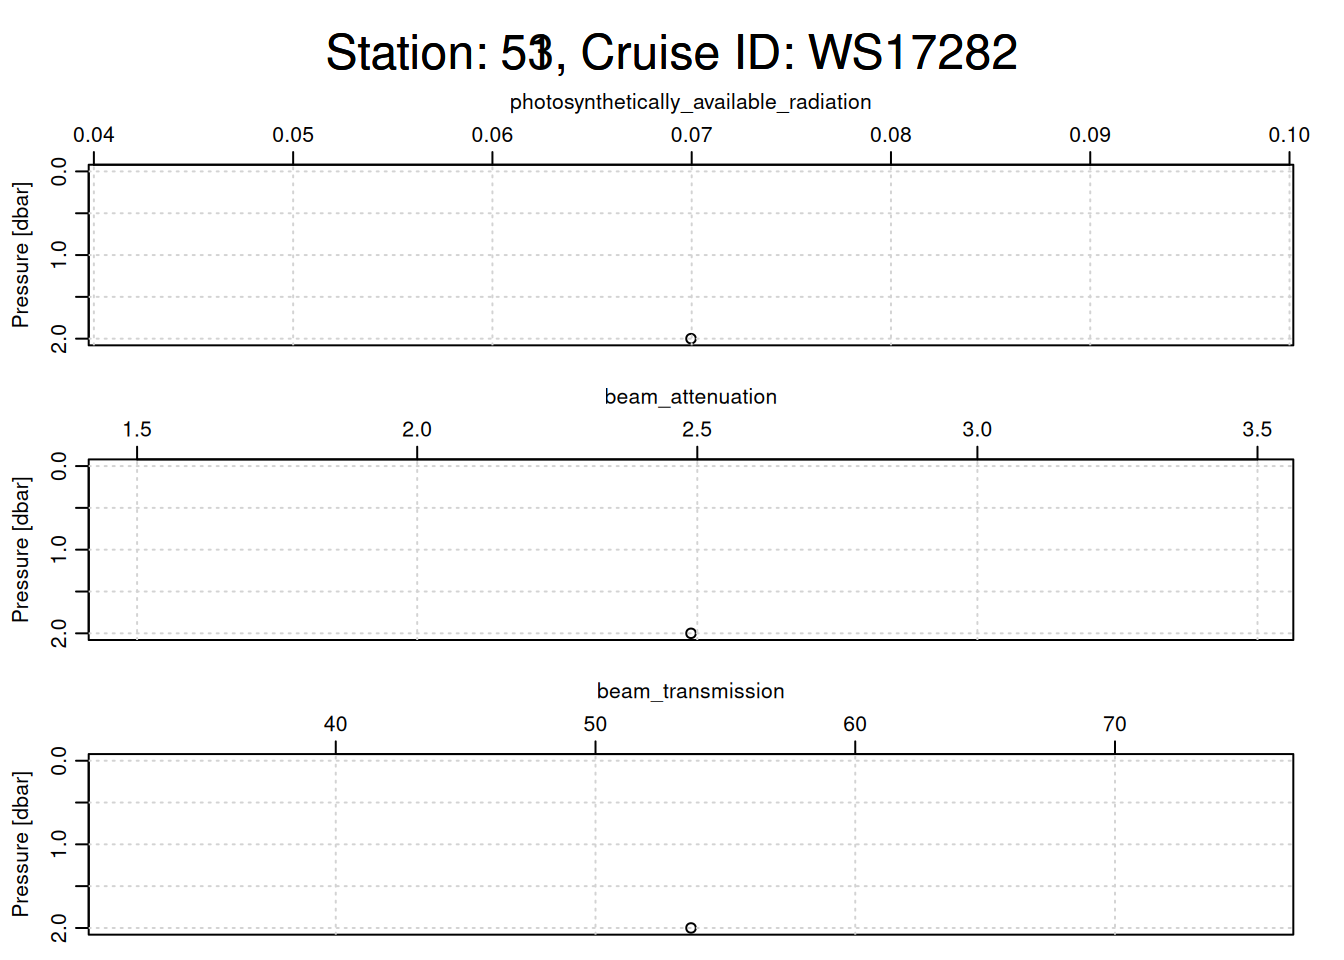 Station: , Cruise ID: WS17282
photosynthetically_available_radiation
0.04 0.05 0.06 0.07 0.08 0.09 0.10
Pressure [dbar]
0.0
1.0
2.0
beam_attenuation
1.5 2.0 2.5 3.0 3.5
Pressure [dbar]
0.0
1.0
2.0
beam_transmission
40 50 60 70
Pressure [dbar]
0.0
1.0
2.0